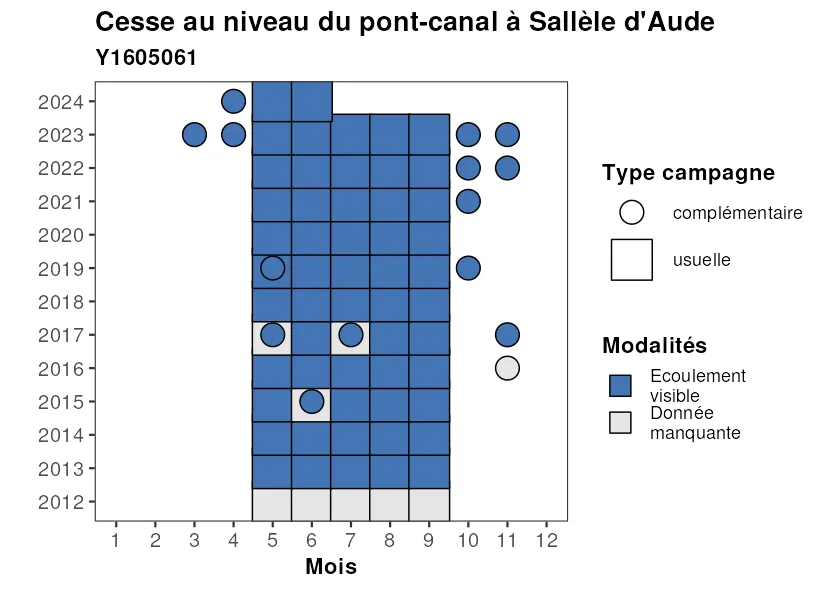 Cesse au niveau du pont-canal à Sallèle d'Aude
Y1605061
2024
2023
2022
2021
2020
2019
2018
2017
2016
2015
2014
2013
2012
1 2 3 4 5 6 7 8 9 10 11 12
Mois
Type campagne
complémentaire
usuelle
Modalités
Ecoulement
visible
Donnée
manquante